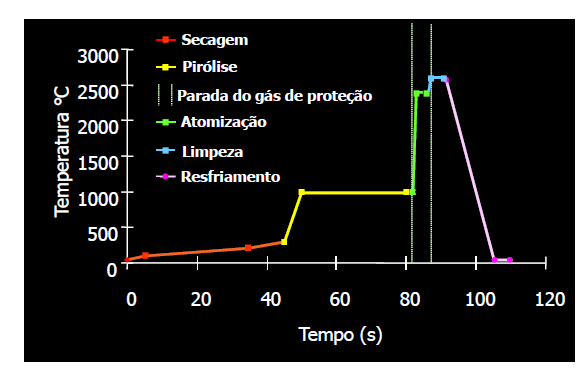 Temperatura °C
3000
2500
2000
1500
1000
500
0
Secagem
Pirólise
Parada do gás de proteção
Atomização
Limpeza
Resfriamento
0 20 40 60 80 100 120
Tempo (s)